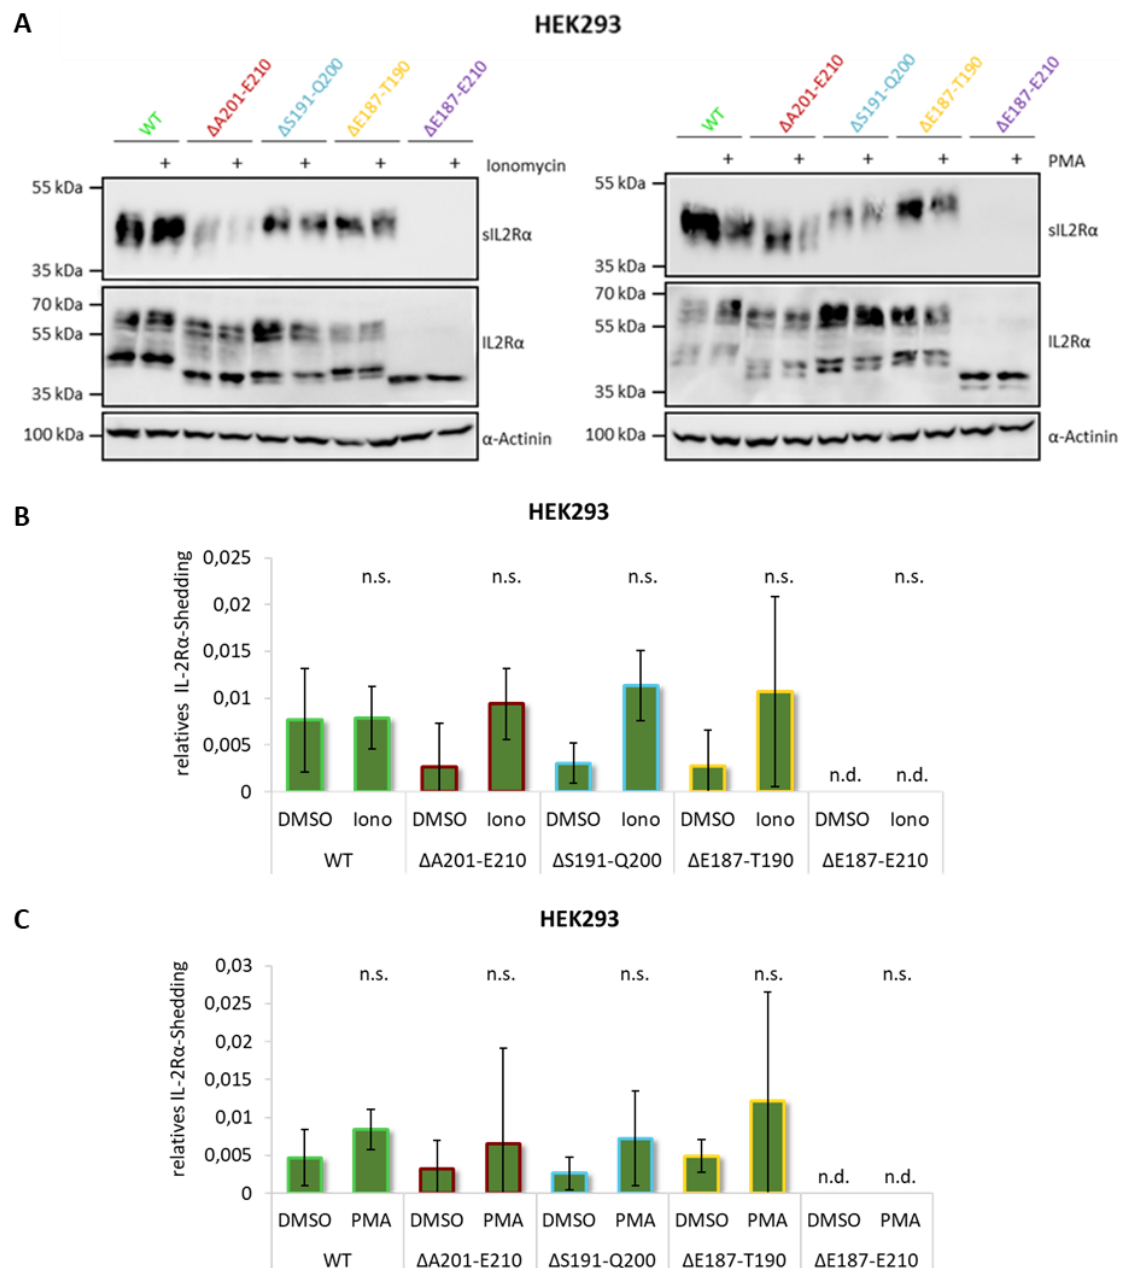 A
HEK293
WT ΔA201-E210 ΔS191-Q200 ΔE187-T190 ΔE187-E210
+ + + + + Ionomycin
55 kDa
sIL2Rα
35 kDa
70 kDa
55 kDa
IL2Rα
35 kDa
100 kDa
α-Actinin
WT ΔA201-E210 ΔS191-Q200 ΔE187-T190 ΔE187-E210
+ + + + + PMA
55 kDa
sIL2Rα
35 kDa
70 kDa
55 kDa
IL2Rα
35 kDa
100 kDa
α-Actinin
B
HEK293
relatives IL-2Rα-Shedding
0,025
0,02
0,015
0,01
0,005
0
n.s. n.s. n.s. n.s. n.s.
n.d. n.d.
DMSO Iono DMSO Iono DMSO Iono DMSO Iono DMSO Iono
WT ΔA201-E210 ΔS191-Q200 ΔE187-T190 ΔE187-E210
C
HEK293
relatives IL-2Rα-Shedding
0,03
0,025
0,02
0,015
0,01
0,005
0
n.s. n.s. n.s. n.s. n.s.
n.d. n.d.
DMSO PMA DMSO PMA DMSO PMA DMSO PMA DMSO PMA
WT ΔA201-E210 ΔS191-Q200 ΔE187-T190 ΔE187-E210